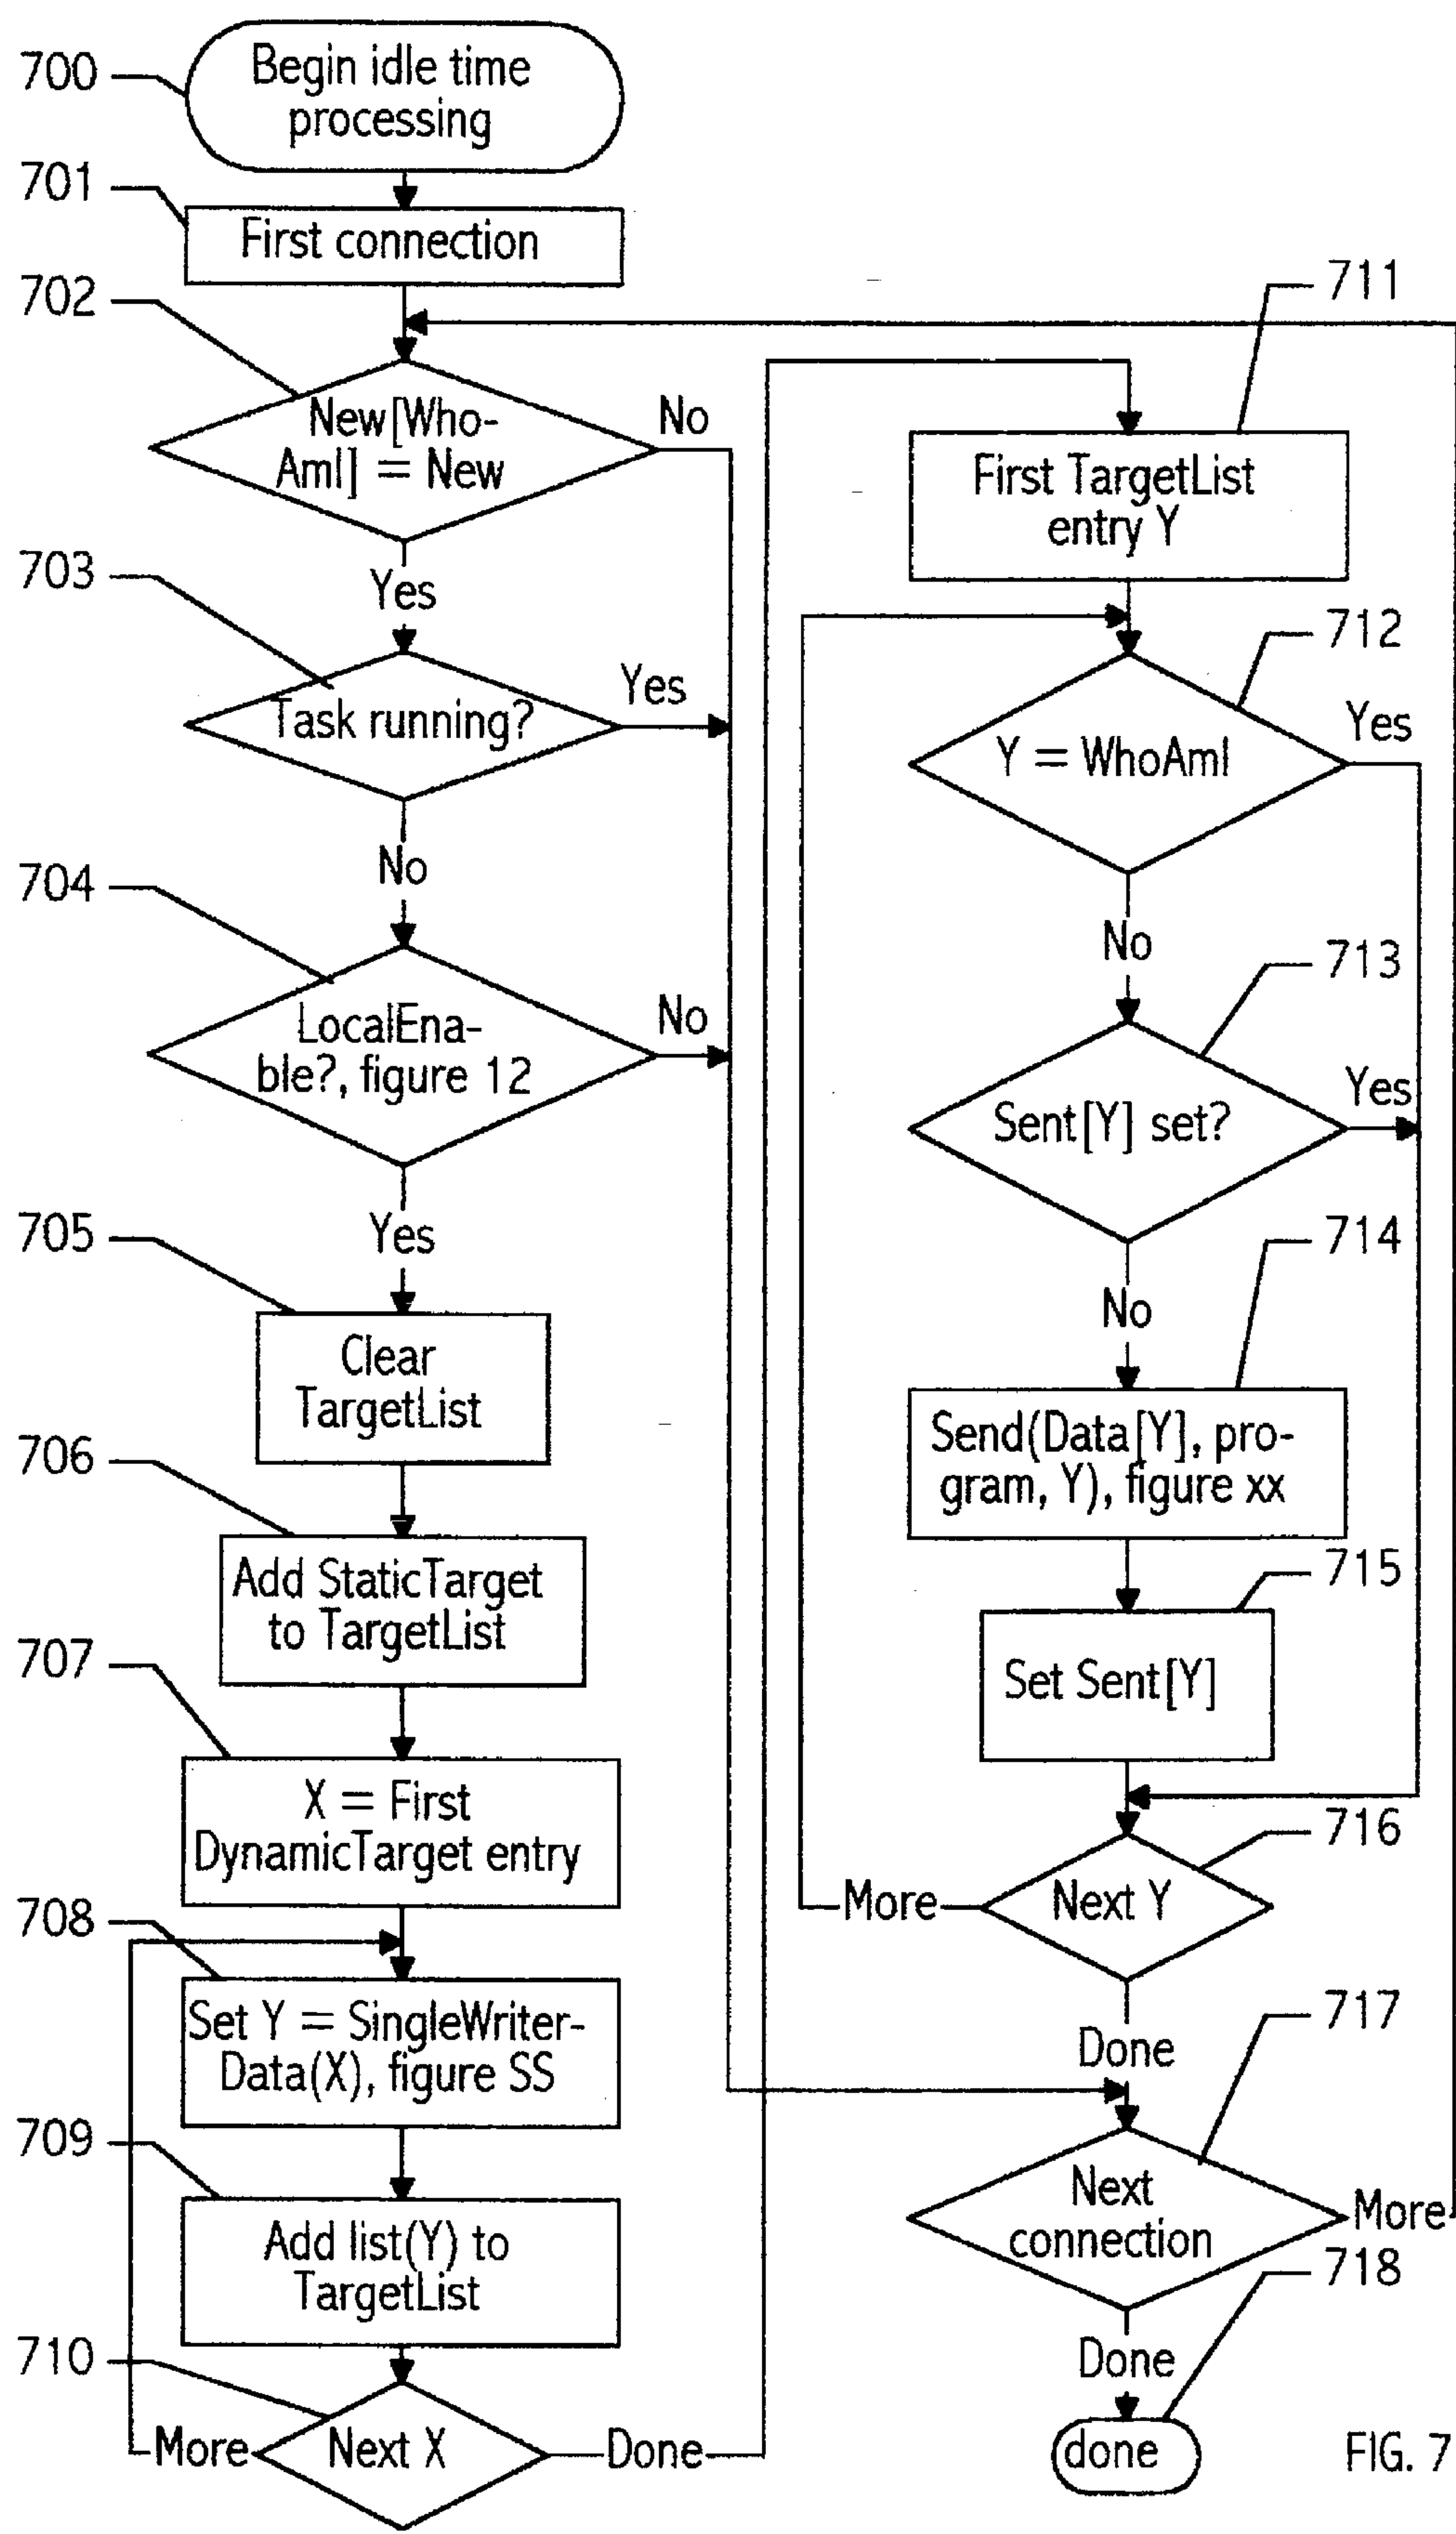 700
Begin idle time
processing
701
First connection
702
New[Who-
AmI] = New
No
Yes
703
Task running?
Yes
No
704
LocalEna-
ble?, figure 12
No
Yes
705
Clear
TargetList
706
Add StaticTarget
to TargetList
707
X = First
DynamicTarget entry
708
Set Y = SingleWriter-
Data(X), figure SS
709
Add list(Y) to
TargetList
710
More
Next X
Done
711
First TargetList
entry Y
712
Y = WhoAmI
Yes
No
713
Sent[Y] set?
Yes
No
714
Send(Data[Y], pro-
gram, Y), figure xx
715
Set Sent[Y]
716
More
Next Y
Done
717
Next
connection
More
718
Done
done
FIG. 7